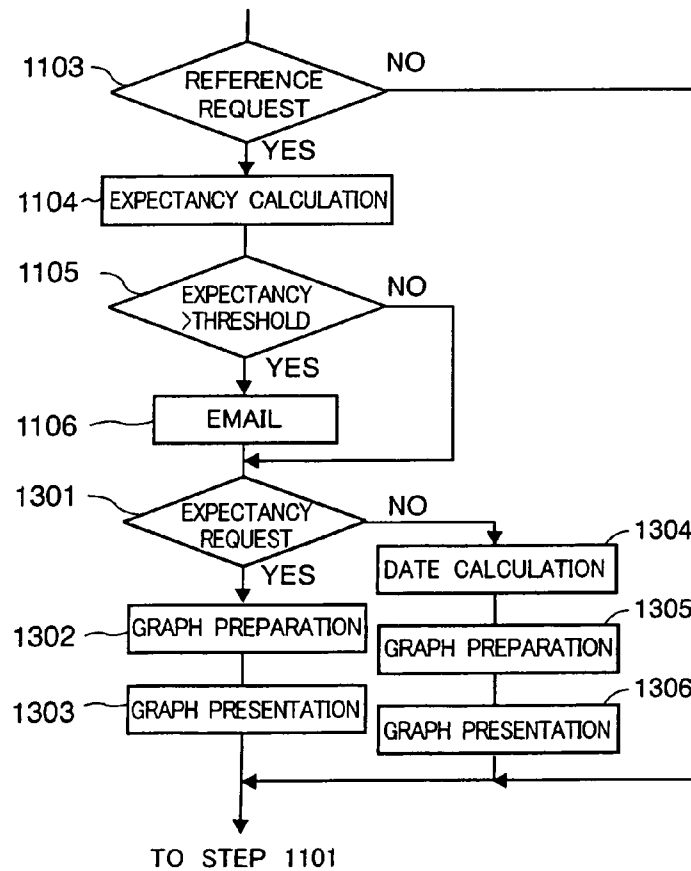 1103
REFERENCE
REQUEST
NO
YES
1104
EXPECTANCY CALCULATION
1105
EXPECTANCY
>THRESHOLD
NO
YES
1106
EMAIL
1301
EXPECTANCY
REQUEST
NO
YES
1304
DATE CALCULATION
1302
GRAPH PREPARATION
1305
GRAPH PREPARATION
1303
GRAPH PRESENTATION
1306
GRAPH PRESENTATION
TO STEP 1101